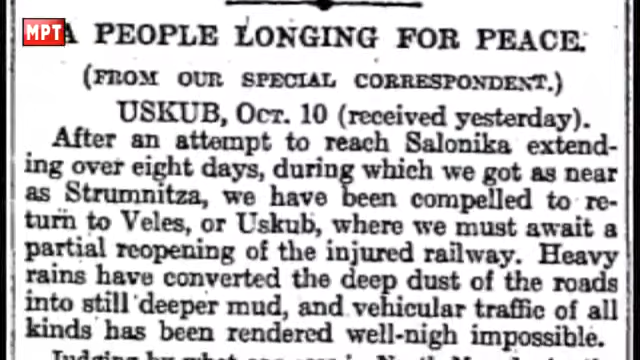 МРТ
A PEOPLE LONGING FOR PEACE.
(FROM OUR SPECIAL CORRESPONDENT.)
USKUB, Oct. 10 (received yesterday).
After an attempt to reach Salonika extend-
ing over eight days, during which we got as near
as Strumnitza, we have been compelled to re-
turn to Veles, or Uskub, where we must await a
partial reopening of the injured railway. Heavy
rains have converted the deep dust of the roads
into still deeper mud, and vehicular traffic of all
kinds has been rendered well-nigh impossible.
Judging by what